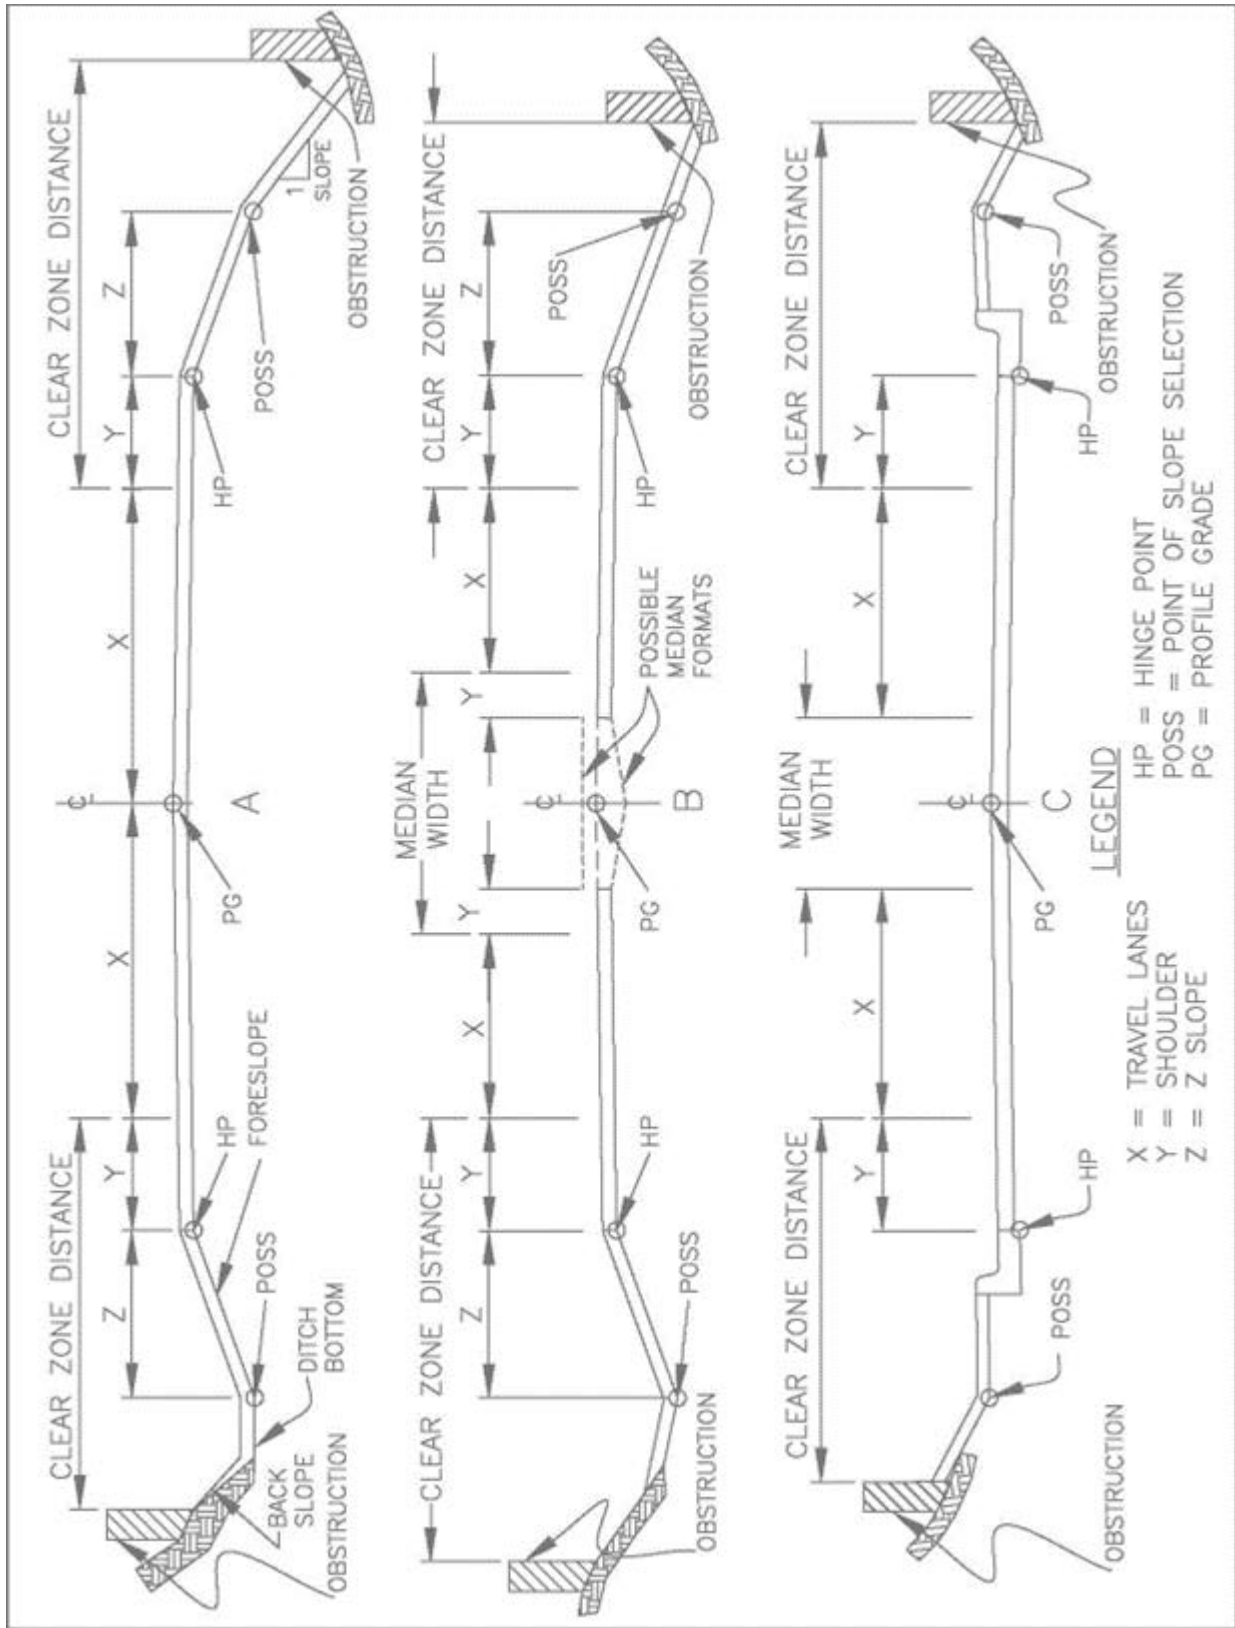 CLEAR ZONE DISTANCE
CLEAR ZONE DISTANCE
Z
Y
X
X
Y
Z
℄
BACK
SLOPE
OBSTRUCTION
DITCH
BOTTOM
POSS
HP
FORESLOPE
PG
A
HP
POSS
OBSTRUCTION
1
SLOPE
CLEAR ZONE DISTANCE
MEDIAN
WIDTH
CLEAR ZONE DISTANCE
Z
Y
X
Y
Y
X
Y
Z
℄
OBSTRUCTION
POSS
HP
PG
B
POSSIBLE
MEDIAN
FORMATS
HP
POSS
OBSTRUCTION
CLEAR ZONE DISTANCE
MEDIAN
WIDTH
CLEAR ZONE DISTANCE
Y
X
X
Y
℄
OBSTRUCTION
POSS
HP
PG
C
HP
POSS
OBSTRUCTION
LEGEND
X = TRAVEL LANES
Y = SHOULDER
Z = Z SLOPE
HP = HINGE POINT
POSS = POINT OF SLOPE SELECTION
PG = PROFILE GRADE